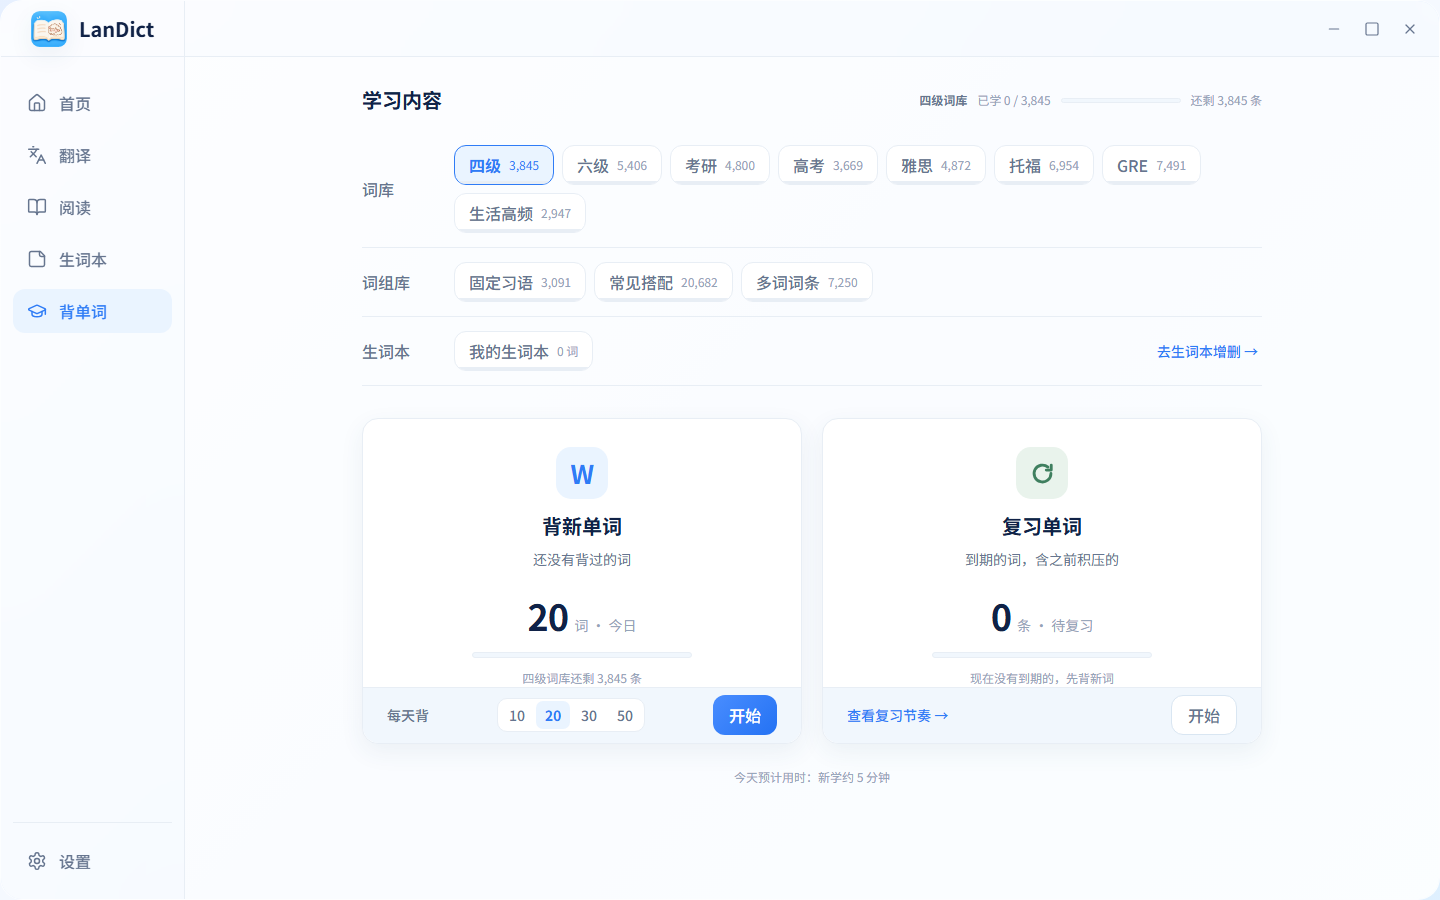 LanDict
首页
翻译
阅读
生词本
背单词
设置
学习内容
四级词库 已学 0 / 3,845 还剩 3,845 条
词库
四级 3,845 六级 5,406 考研 4,800 高考 3,669 雅思 4,872 托福 6,954 GRE 7,491
生活高频 2,947
词组库 固定习语 3,091 常见搭配 20,682 多词词条 7,250
生词本 我的生词本 0 词 去生词本增删 →
W
背新单词
还没有背过的词
20 词 · 今日
四级词库还剩 3,845 条
每天背 10 20 30 50 开始
复习单词
到期的词，含之前积压的
0 条 · 待复习
现在没有到期的，先背新词
查看复习节奏 → 开始
今天预计用时：新学约 5 分钟